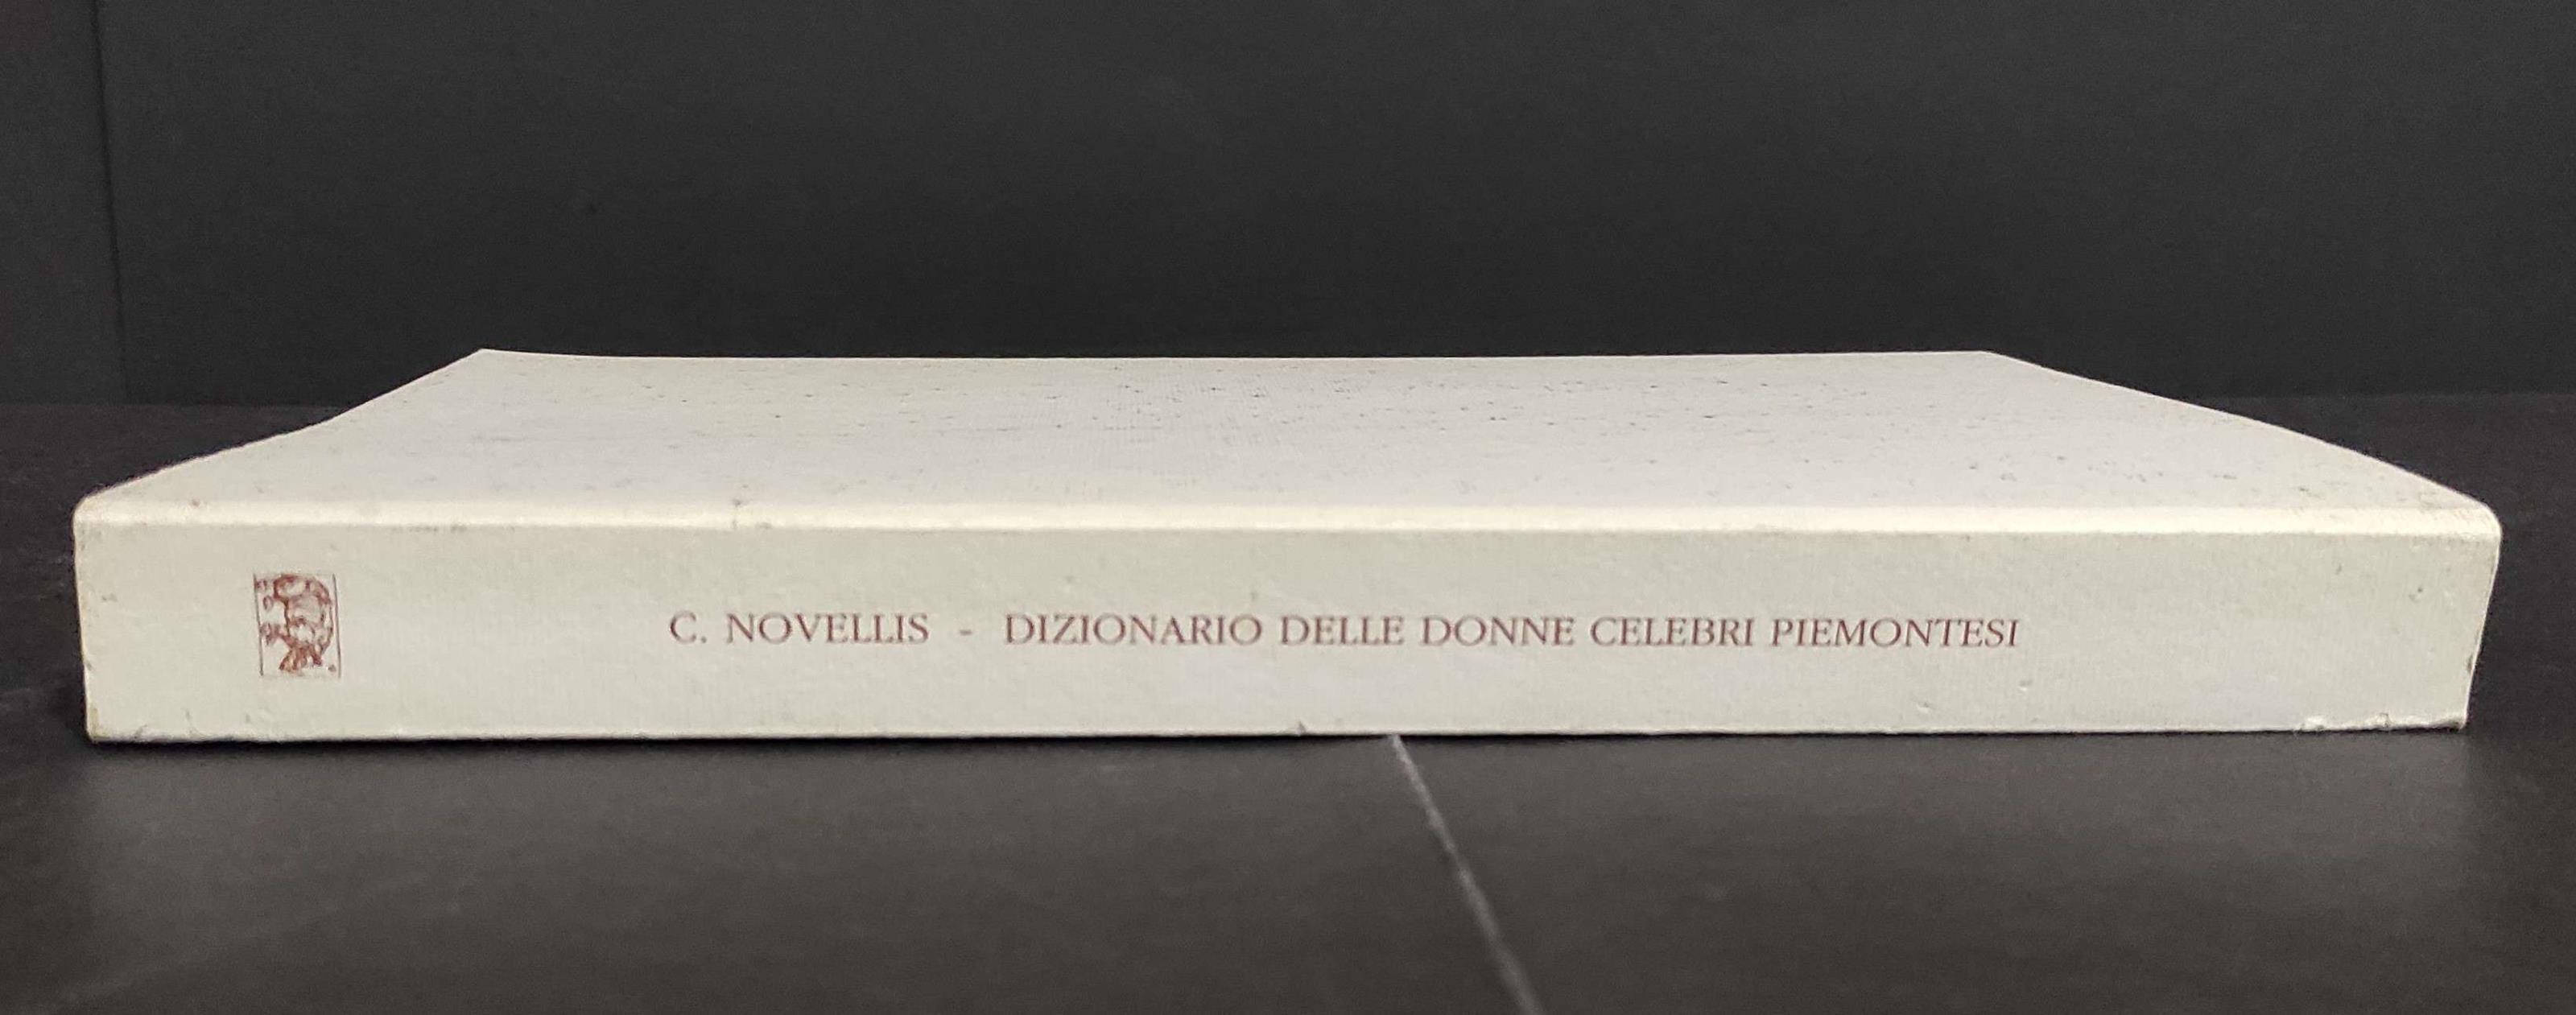 C. NOVELLIS - DIZIONARIO DELLE DONNE CELEBRI PIEMONTESI